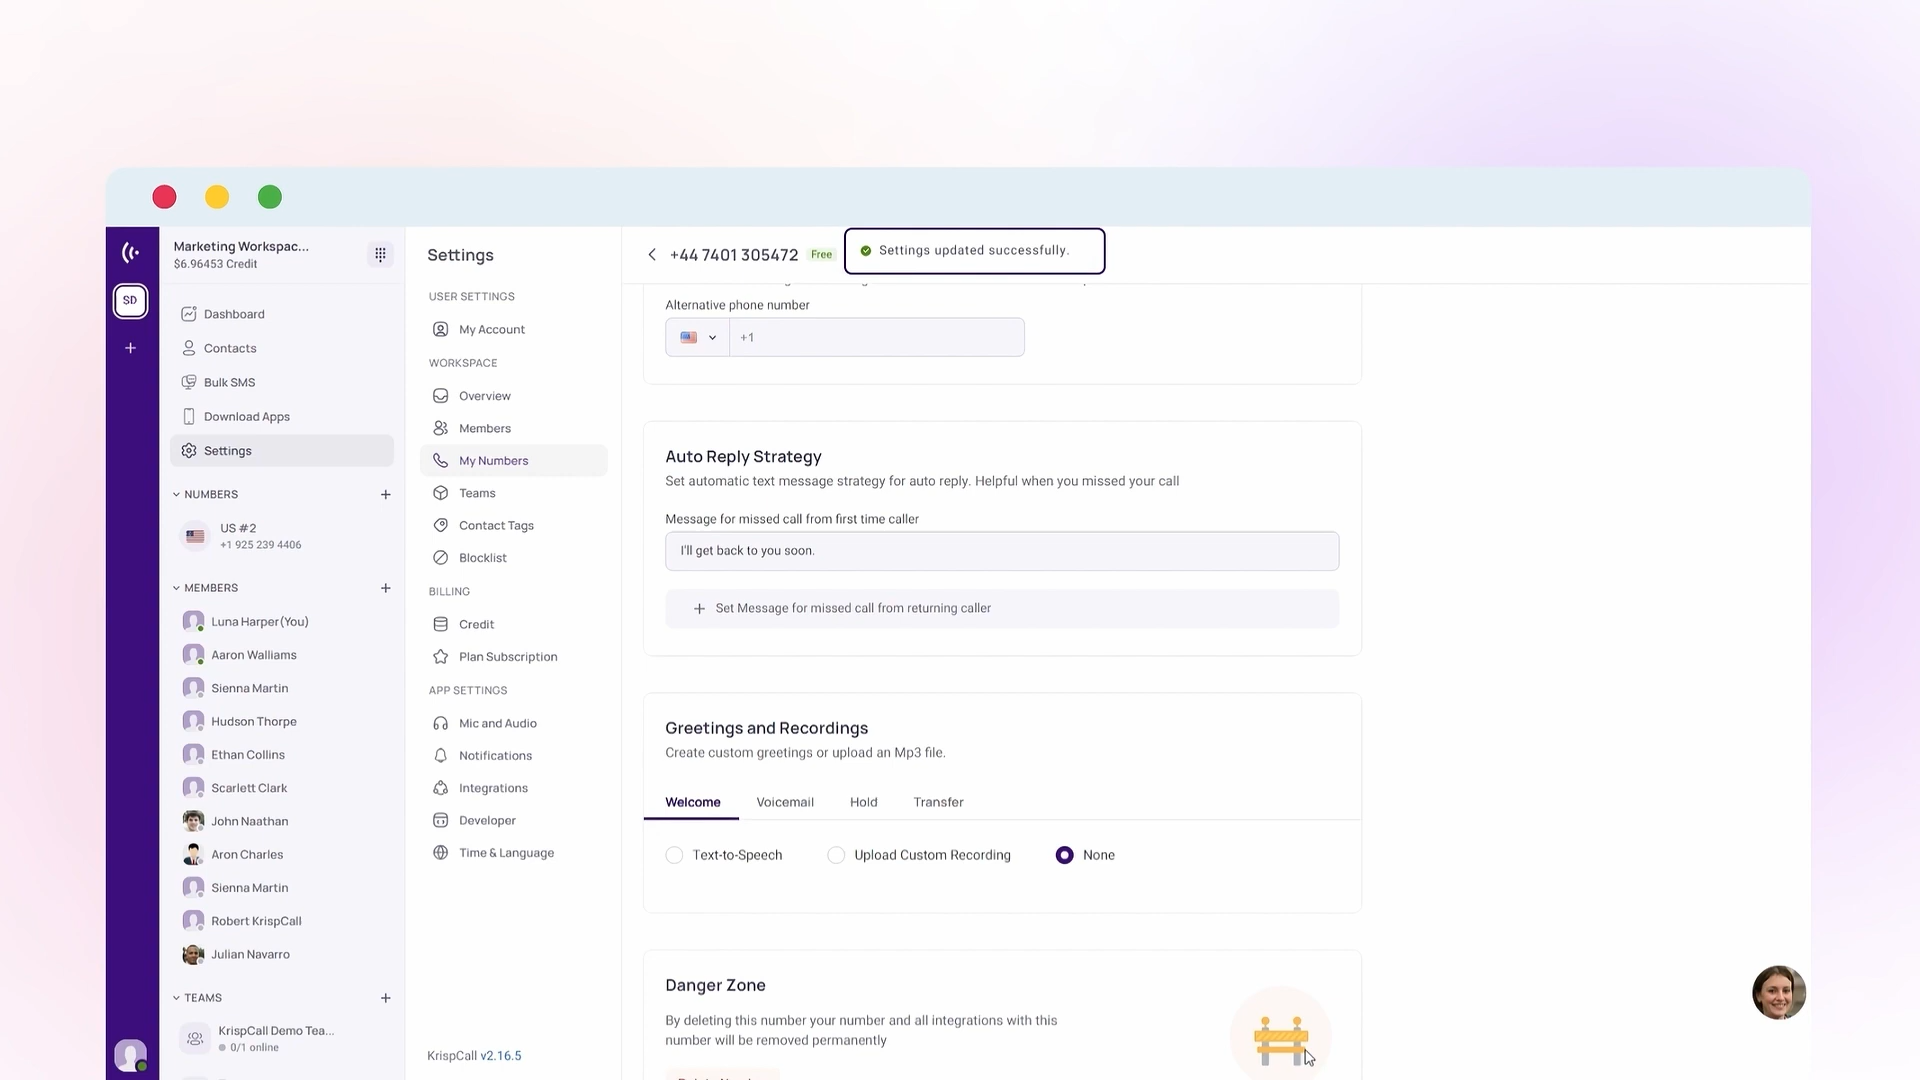 Marketing Workspac...
$6.96453 Credit
SD
Dashboard
Contacts
Bulk SMS
Download Apps
Settings
NUMBERS
US #2
+1 925 239 4406
MEMBERS
Luna Harper(You)
Aaron Walliams
Sienna Martin
Hudson Thorpe
Ethan Collins
Scarlett Clark
John Naathan
Aron Charles
Sienna Martin
Robert KrispCall
Julian Navarro
TEAMS
KrispCall Demo Tea...
0/1 online
Settings
USER SETTINGS
My Account
WORKSPACE
Overview
Members
My Numbers
Teams
Contact Tags
Blocklist
BILLING
Credit
Plan Subscription
APP SETTINGS
Mic and Audio
Notifications
Integrations
Developer
Time & Language
KrispCall v2.16.5
+44 7401 305472 Free
Settings updated successfully.
Alternative phone number
+1
Auto Reply Strategy
Set automatic text message strategy for auto reply. Helpful when you missed your call
Message for missed call from first time caller
I'll get back to you soon.
Set Message for missed call from returning caller
Greetings and Recordings
Create custom greetings or upload an Mp3 file.
Welcome Voicemail Hold Transfer
Text-to-Speech Upload Custom Recording None
Danger Zone
By deleting this number your number and all integrations with this
number will be removed permanently